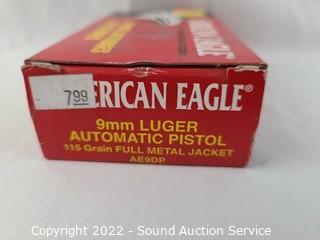 799
ERICAN EAGLE®
9mm LUGER
AUTOMATIC PISTOL
115 Grain FULL METAL JACKET
AE9DP
Copyright 2022 - Sound Auction Service